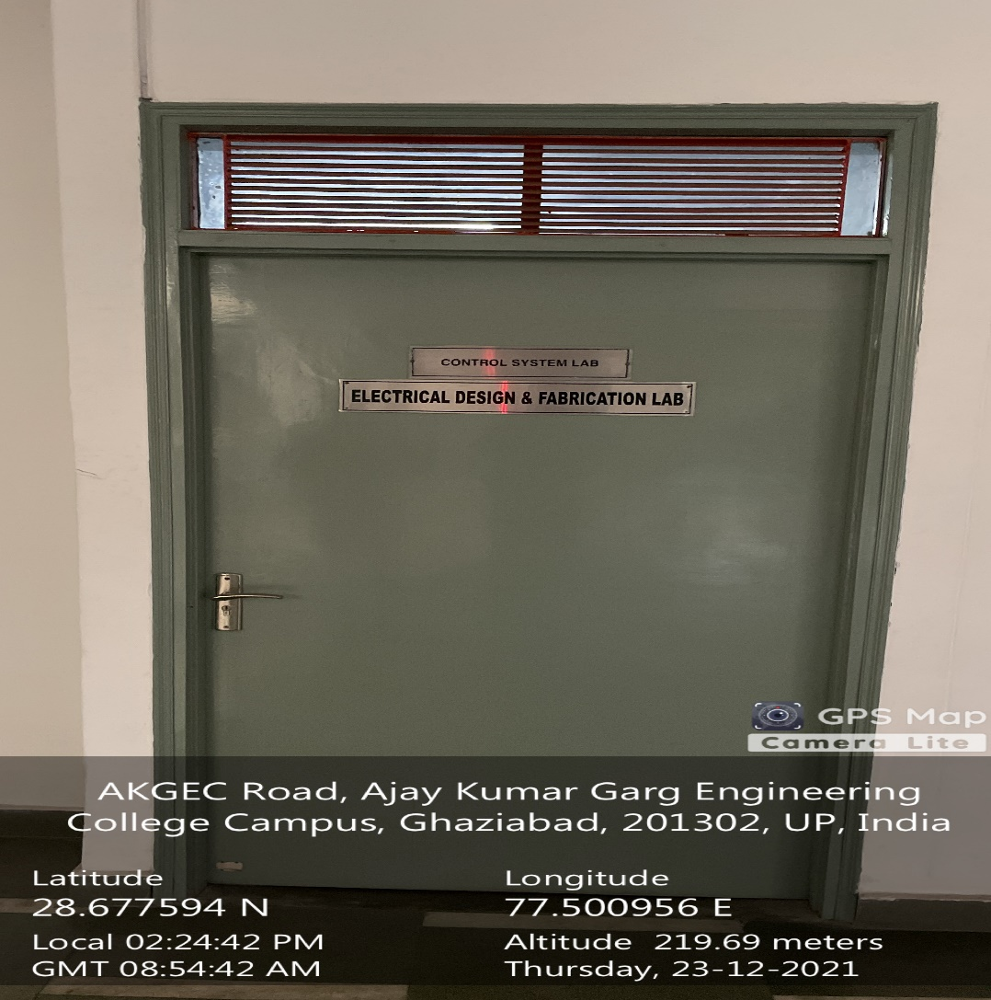 CONTROL SYSTEM LAB
ELECTRICAL DESIGN & FABRICATION LAB
GPS Map
Camera Lite
AKGEC Road, Ajay Kumar Garg Engineering
College Campus, Ghaziabad, 201302, UP, India
Latitude
28.677594 N
Longitude
77.500956 E
Local 02:24:42 PM
GMT 08:54:42 AM
Altitude 219.69 meters
Thursday, 23-12-2021